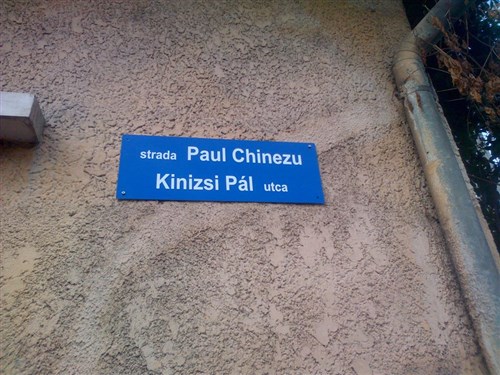 strada Paul Chinezu
Kinizsi Pál utca